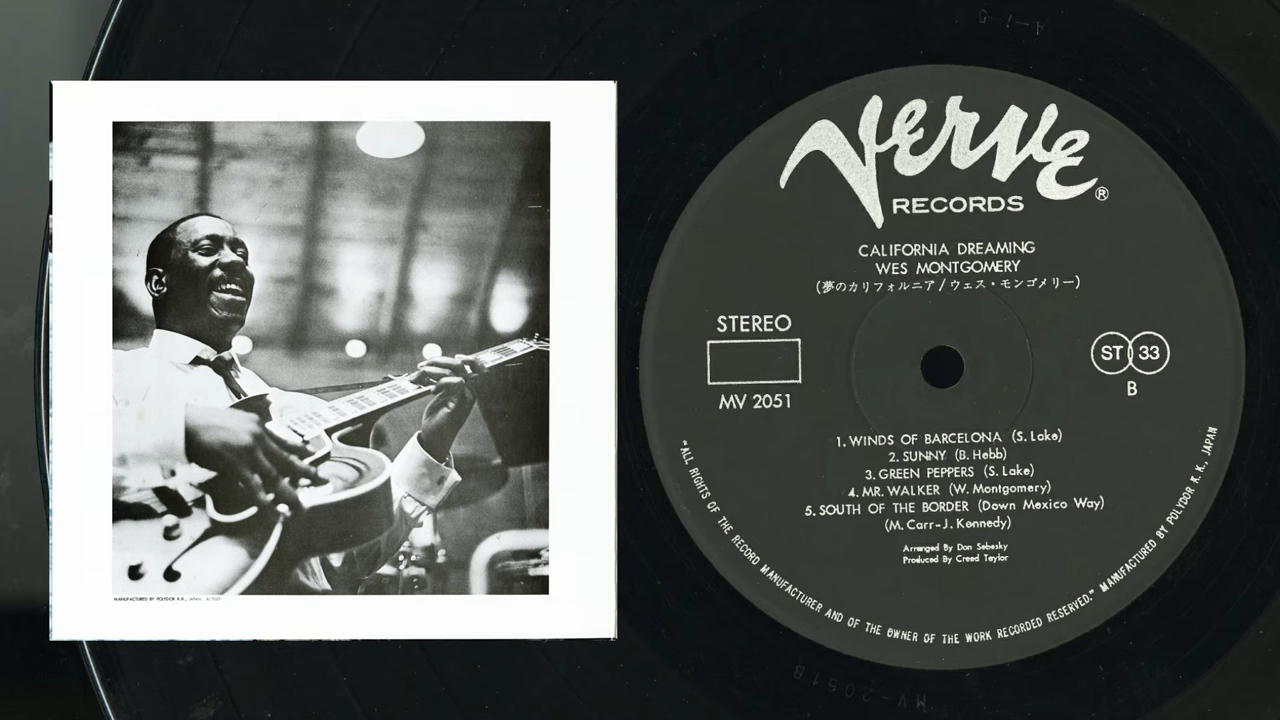 MANUFACTURED BY POLYDOR K.K., JAPAN
Verve
RECORDS ®
CALIFORNIA DREAMING
WES MONTGOMERY
(夢のカリフォルニア/ウェス・モンゴメリー)
STEREO
MV 2051
ST 33
B
1. WINDS OF BARCELONA (S. Lake)
2. SUNNY (B. Hebb)
3. GREEN PEPPERS (S. Lake)
4. MR. WALKER (W. Montgomery)
5. SOUTH OF THE BORDER (Down Mexico Way)
(M. Carr-J. Kennedy)
Arranged By Don Sebesky
Produced By Creed Taylor
"ALL RIGHTS OF THE RECORD MANUFACTURER AND OF THE OWNER OF THE WORK RECORDED RESERVED." MANUFACTURED BY POLYDOR K. K., JAPAN
MV-2051B